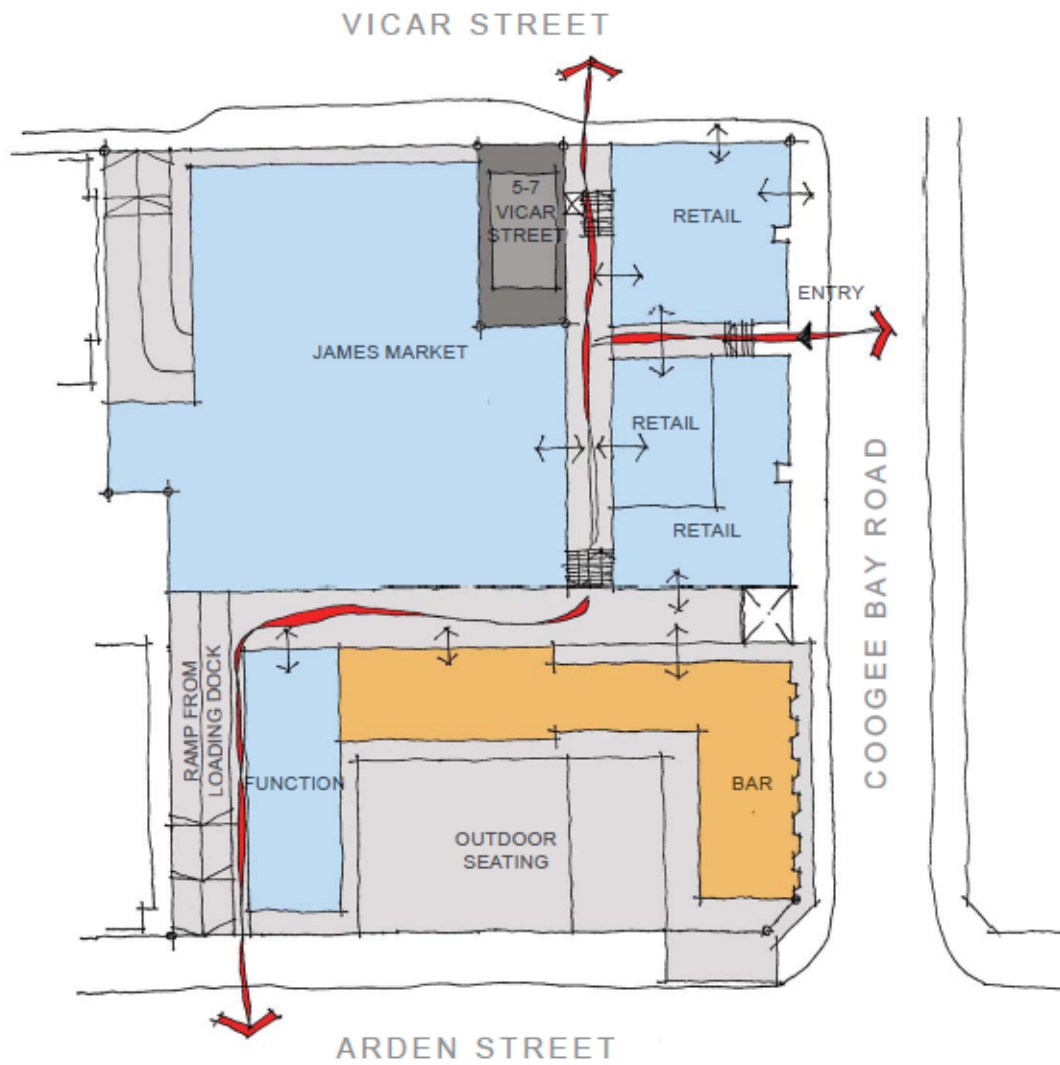 VICAR STREET
5-7
VICAR
STREET
RETAIL
ENTRY
JAMES MARKET
RETAIL
RETAIL
COOGEE BAY ROAD
RAMP FROM
LOADING DOCK
FUNCTION
BAR
OUTDOOR
SEATING
ARDEN STREET